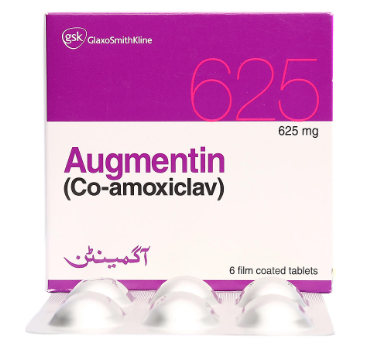 gsk GlaxoSmithKline
625
625 mg
Augmentin
(Co-amoxiclav)
آگمینٹن
6 film coated tablets